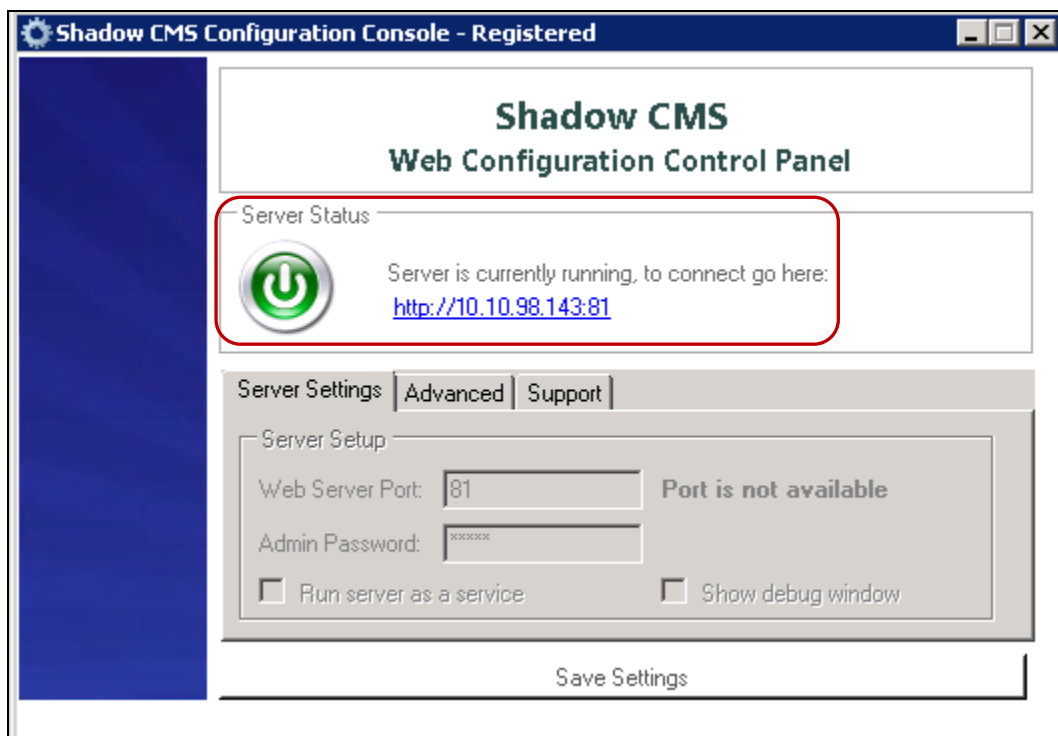 Shadow CMS Configuration Console - Registered
Shadow CMS
Web Configuration Control Panel
Server Status
Server is currently running, to connect go here:
http://10.10.98.143:81
Server Settings Advanced Support
Server Setup
Web Server Port: 81 Port is not available
Admin Password: xxxxx
Run server as a service Show debug window
Save Settings